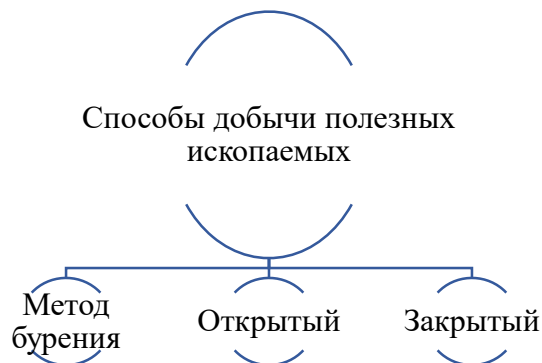 Способы добычи полезных
ископаемых
Метод
бурения
Открытый
Закрытый